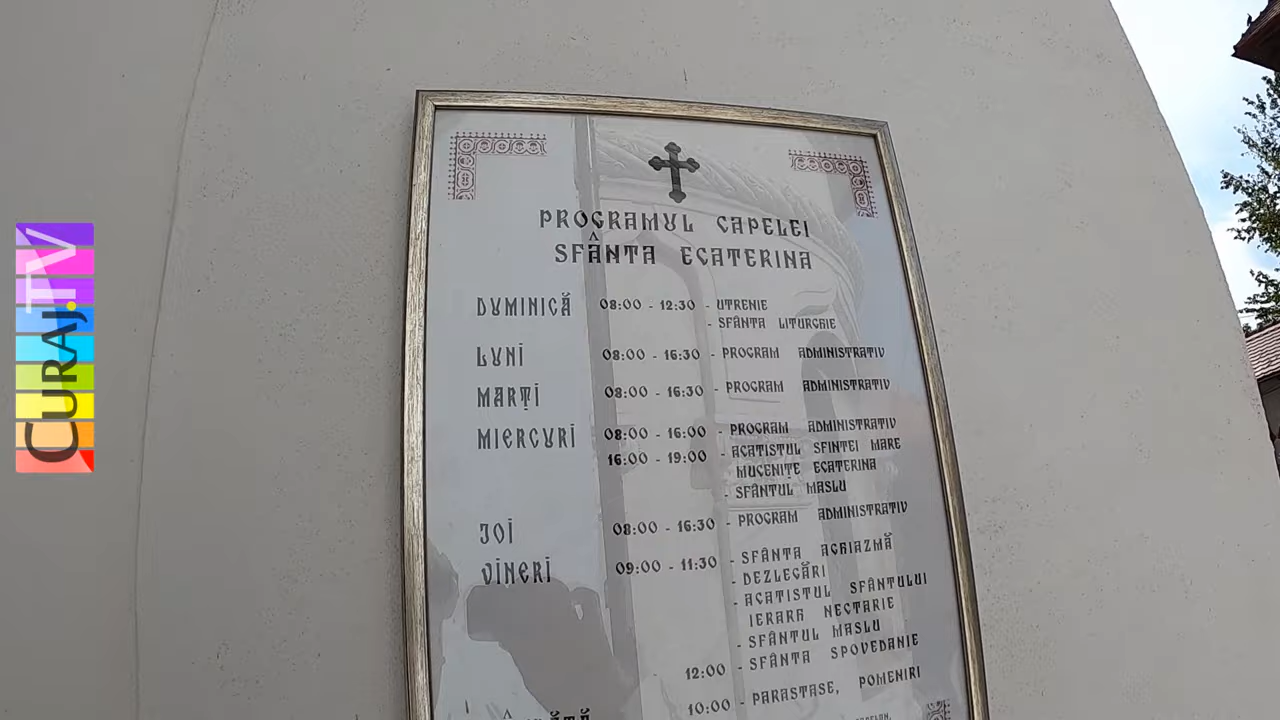 CURAJ.TV
PROGRAMUL CAPELEI
SFÂNTA ECATERINA
DUMINICĂ 08:00 - 12:30 - UTRENIE
- SFÂNTA LITURGHIE
LUNI 08:00 - 16:30 - PROGRAM ADMINISTRATIV
MARȚI 08:00 - 16:30 - PROGRAM ADMINISTRATIV
MIERCURI 08:00 - 16:00 - PROGRAM ADMINISTRATIV
16:00 - 19:00 - ACATISTUL SFINTEI MARE
MUCENIȚE ECATERINA
- SFÂNTUL MASLU
JOI 08:00 - 16:30 - PROGRAM ADMINISTRATIV
VINERI 09:00 - 11:30 - SFÂNTA AGHIAZMĂ
- DEZLEGĂRI
- ACATISTUL SFÂNTULUI
IERARH NECTARIE
- SFÂNTUL MASLU
12:00 - SFÂNTA SPOVEDANIE
10:00 - PARASTASE, POMENIRI